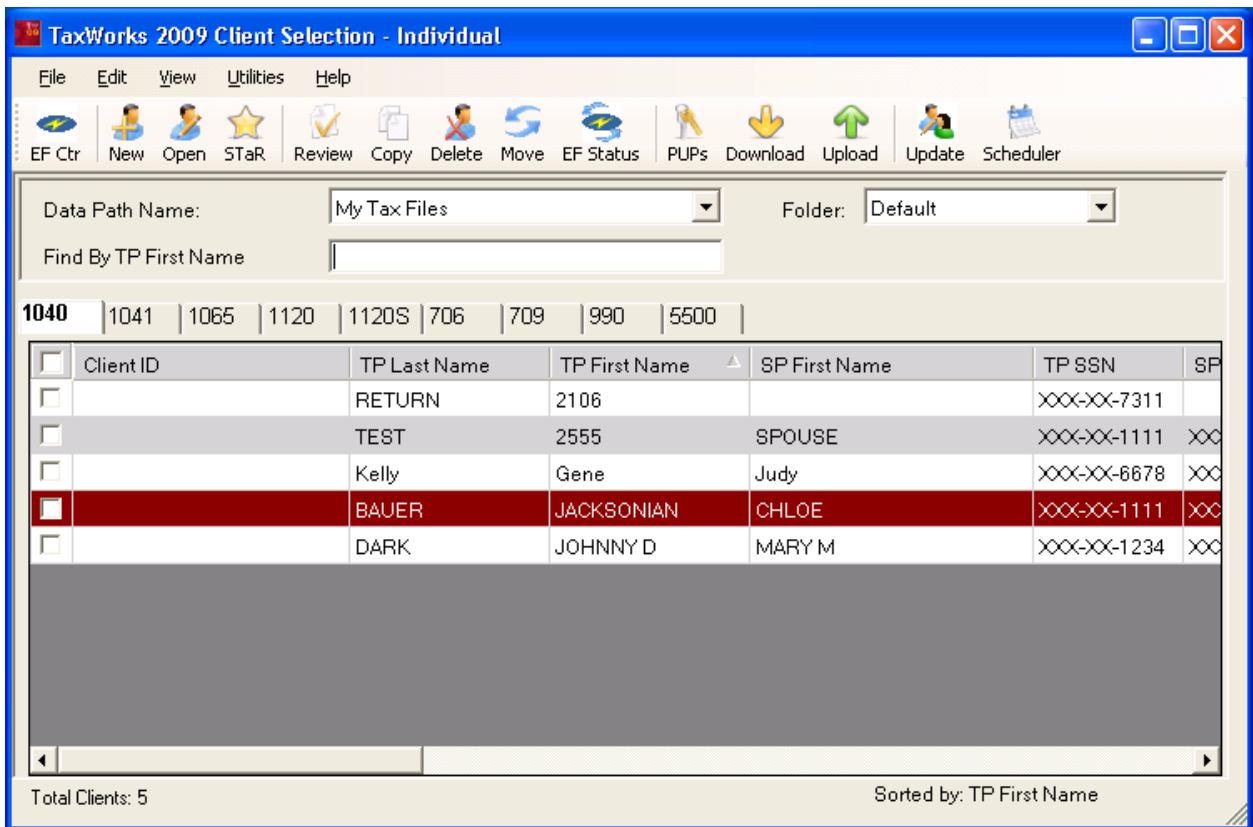 TaxWorks 2009 Client Selection - Individual
File Edit View Utilities Help
EF Ctr New Open STaR Review Copy Delete Move EF Status PUPs Download Upload Update Scheduler
Data Path Name: My Tax Files Folder: Default
Find By TP First Name
1040 1041 1065 1120 1120S 706 709 990 5500
Client ID TP Last Name TP First Name SP First Name TP SSN SP
RETURN 2106 XXX-XX-7311
TEST 2555 SPOUSE XXX-XX-1111 XXX
Kelly Gene Judy XXX-XX-6678 XXX
BAUER JACKSONIAN CHLOE XXX-XX-1111 XXX
DARK JOHNNY D MARY M XXX-XX-1234 XXX
Total Clients: 5 Sorted by: TP First Name